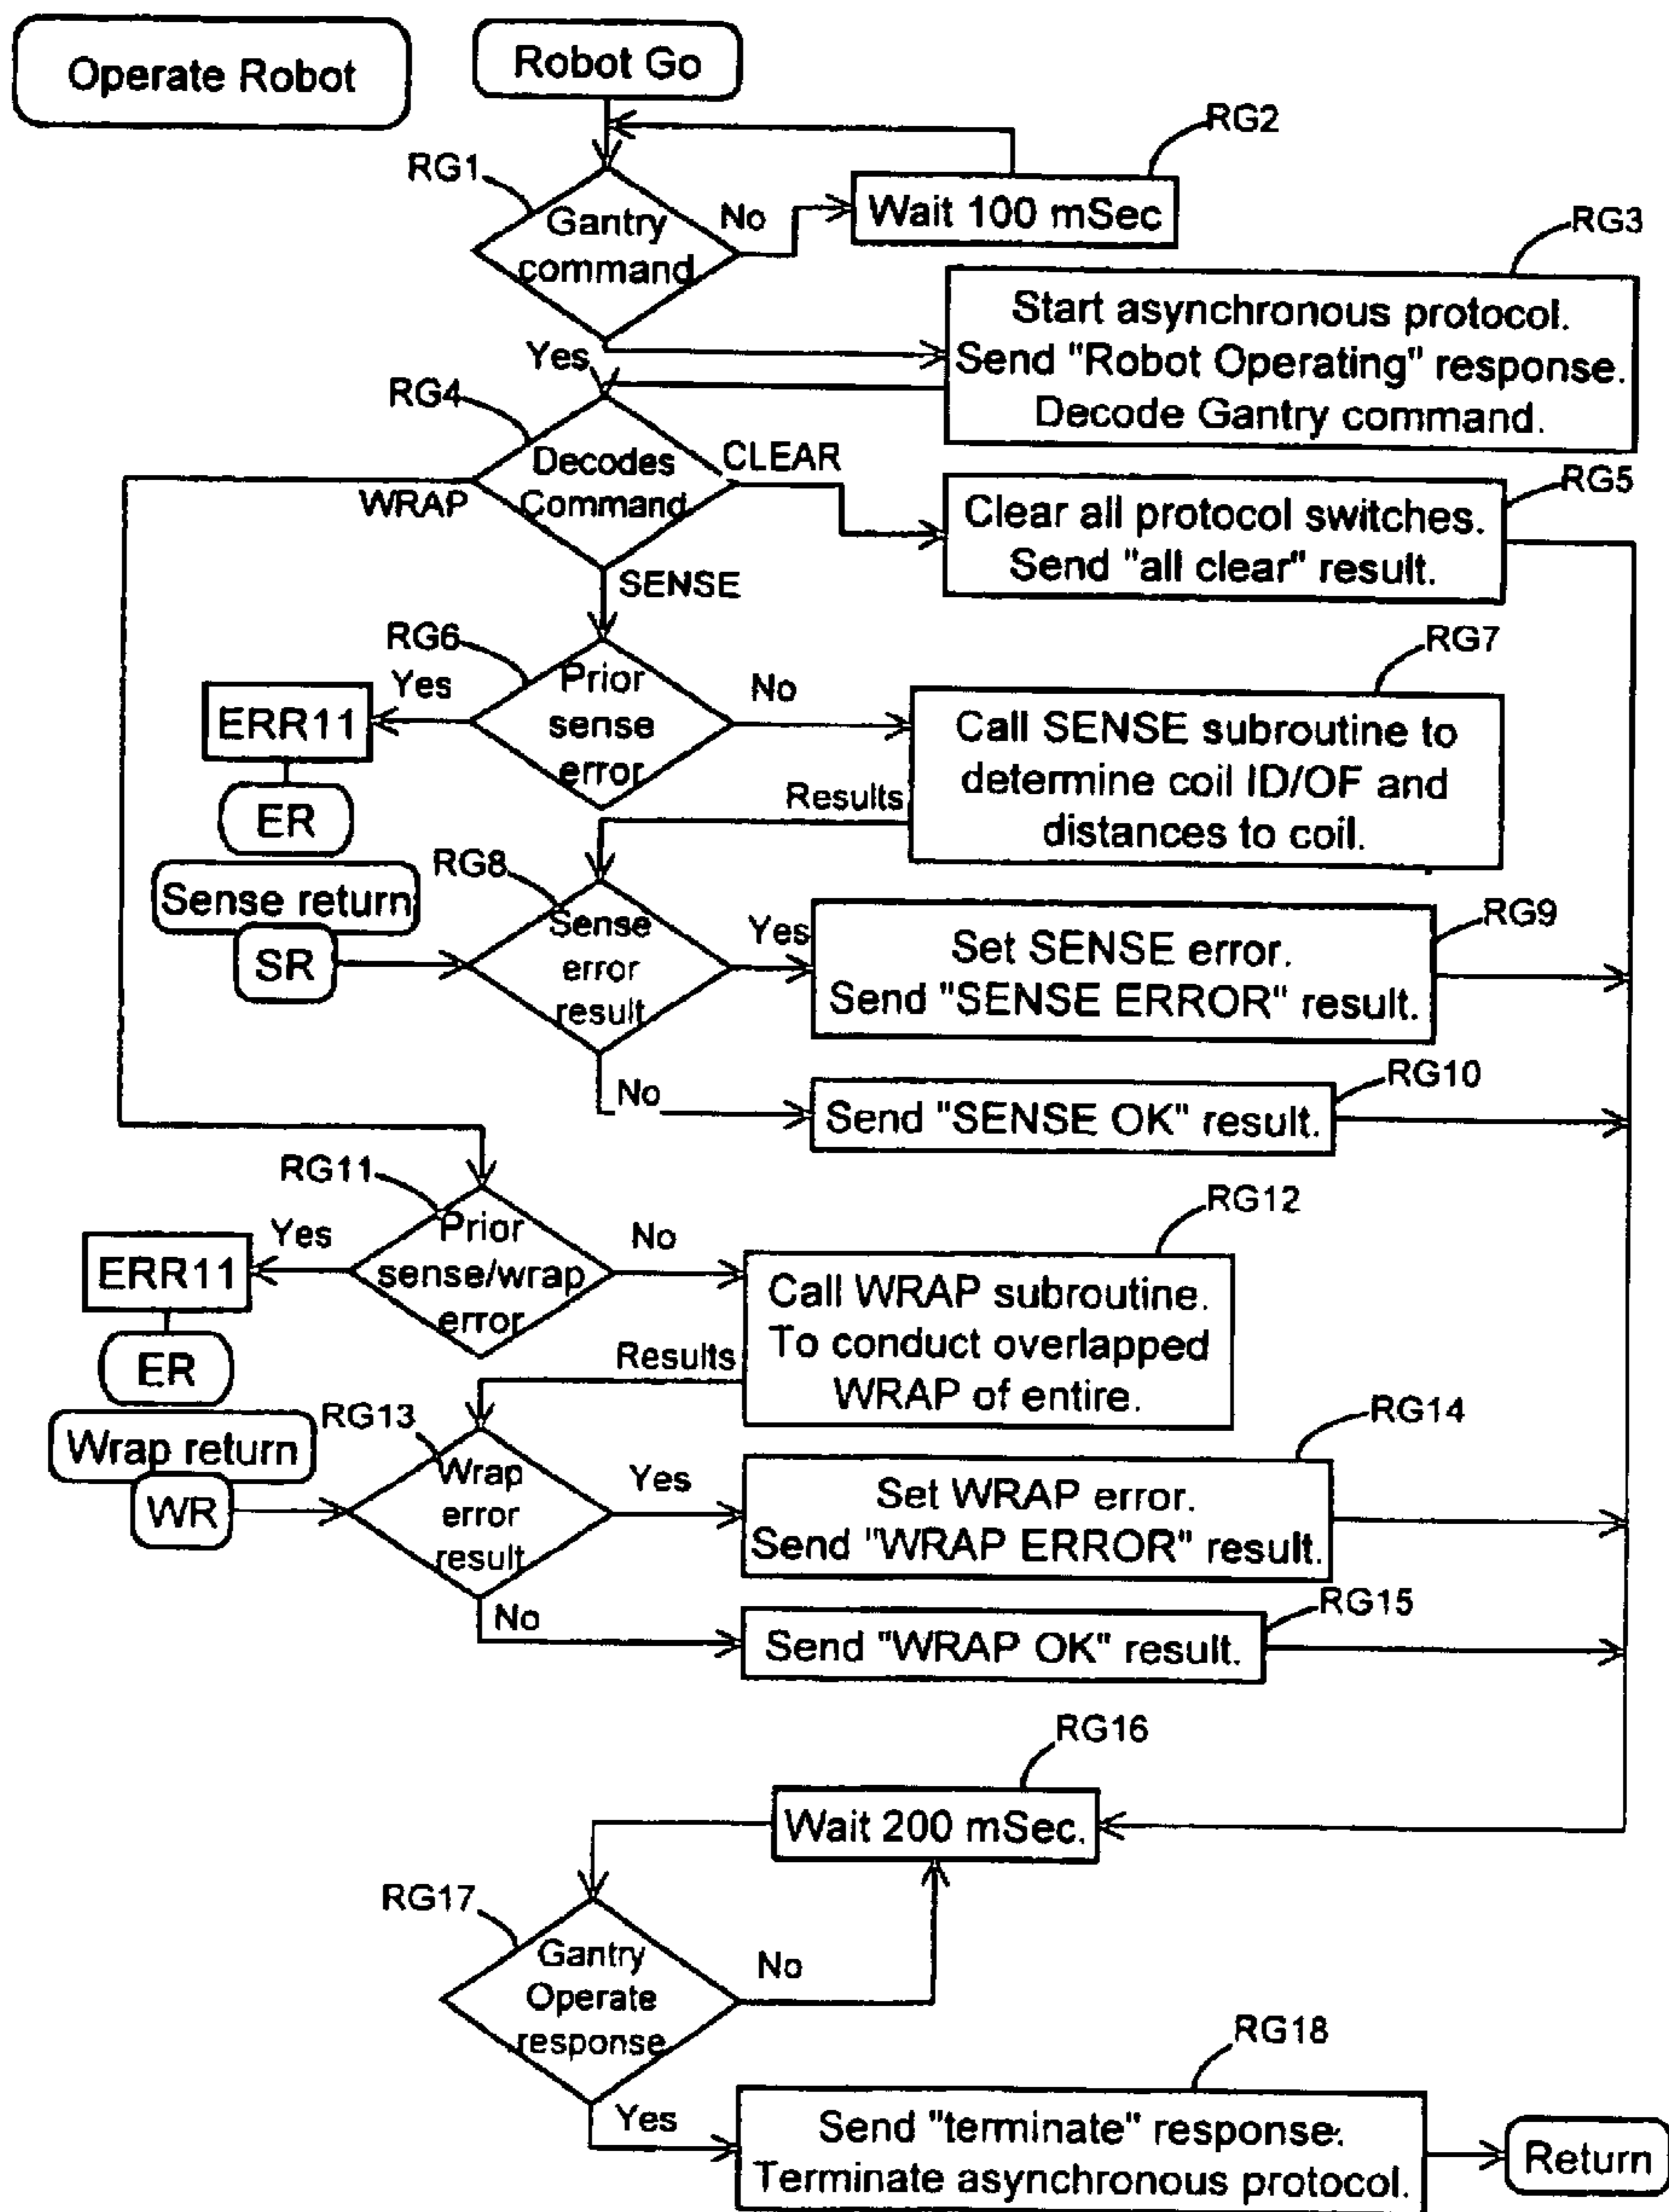 Operate Robot
Robot Go
RG2
RG1
No
Wait 100 mSec
Gantry
command
RG3
Start asynchronous protocol.
Send "Robot Operating" response.
Decode Gantry command.
Yes
RG4
Decodes
Command
CLEAR
WRAP
SENSE
RG5
Clear all protocol switches.
Send "all clear" result.
RG6
Prior
sense
error
Yes
No
ERR11
ER
RG7
Call SENSE subroutine to
determine coil ID/OF and
distances to coil.
Results
Sense return
SR
RG8
Sense
error
result
Yes
RG9
Set SENSE error.
Send "SENSE ERROR" result.
No
RG10
Send "SENSE OK" result.
RG11
Prior
sense/wrap
error
Yes
No
ERR11
ER
RG12
Call WRAP subroutine.
To conduct overlapped
WRAP of entire.
Results
Wrap return
WR
RG13
Wrap
error
result
Yes
RG14
Set WRAP error.
Send "WRAP ERROR" result.
No
RG15
Send "WRAP OK" result.
RG16
Wait 200 mSec.
RG17
Gantry
Operate
response
No
Yes
RG18
Send "terminate" response:
Terminate asynchronous protocol.
Return